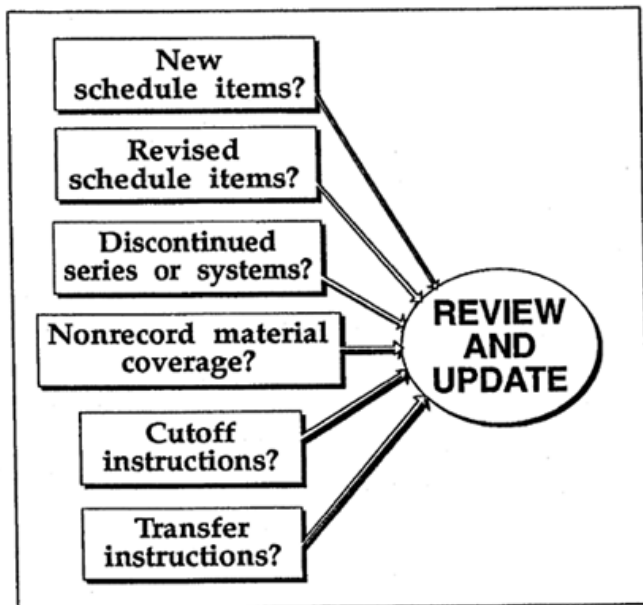 New
schedule items?
Revised
schedule items?
Discontinued
series or systems?
Nonrecord material
coverage?
Cutoff
instructions?
Transfer
instructions?
REVIEW
AND
UPDATE